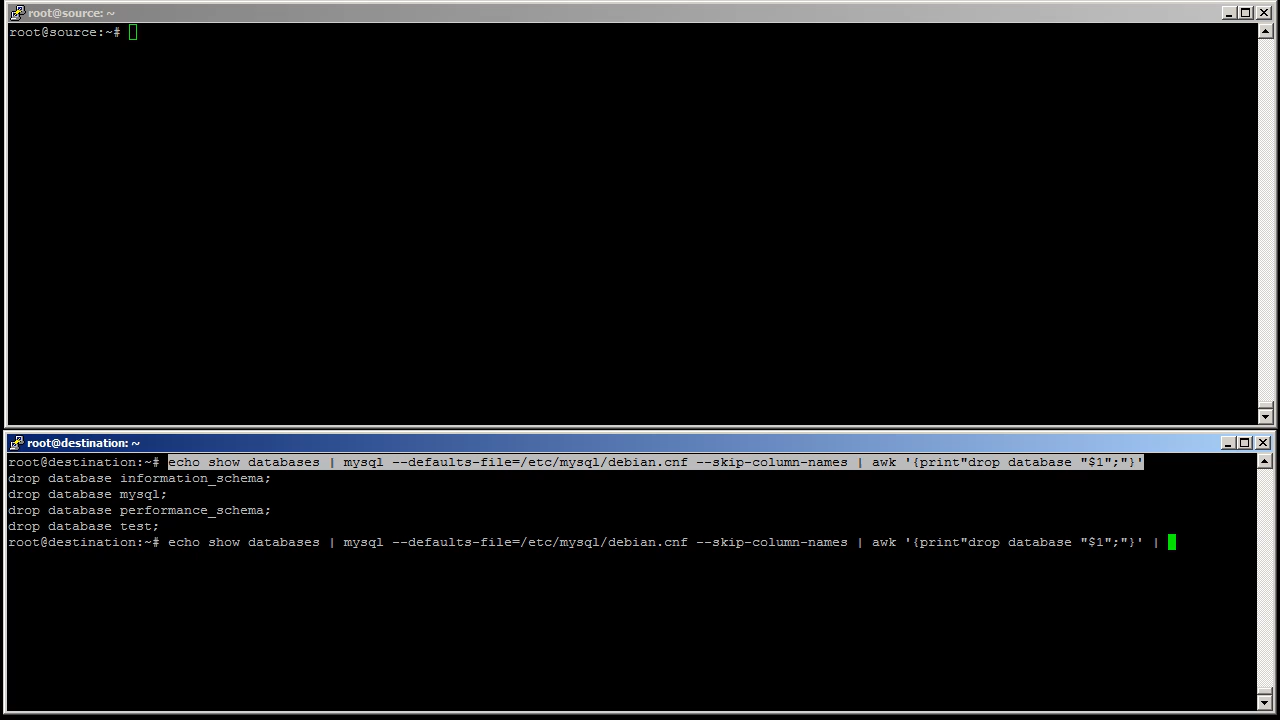 root@source: ~
root@source:~#
root@destination: ~
root@destination:~# echo show databases | mysql --defaults-file=/etc/mysql/debian.cnf --skip-column-names | awk '{print"drop database "$1";"}'
drop database information_schema;
drop database mysql;
drop database performance_schema;
drop database test;
root@destination:~# echo show databases | mysql --defaults-file=/etc/mysql/debian.cnf --skip-column-names | awk '{print"drop database "$1";"}' |